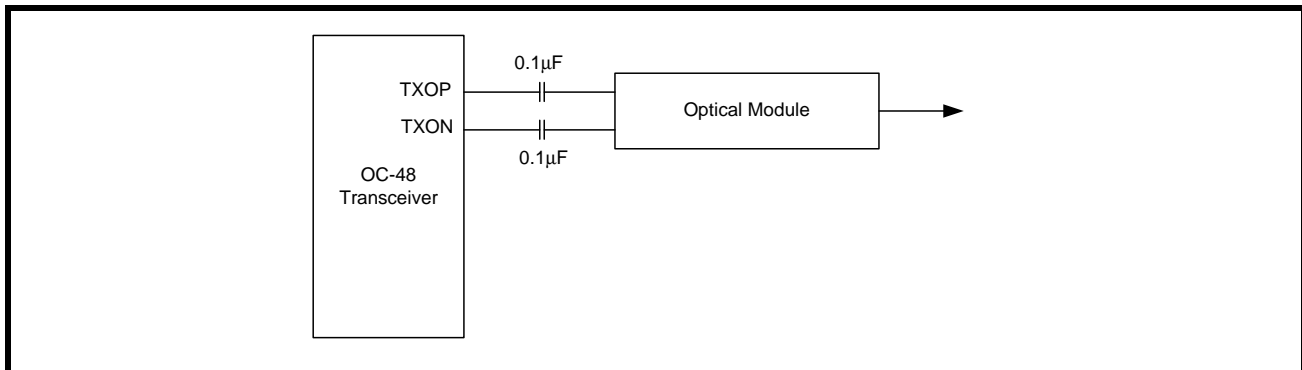 0.1μF
TXOP
Optical Module
TXON
0.1μF
OC-48
Transceiver